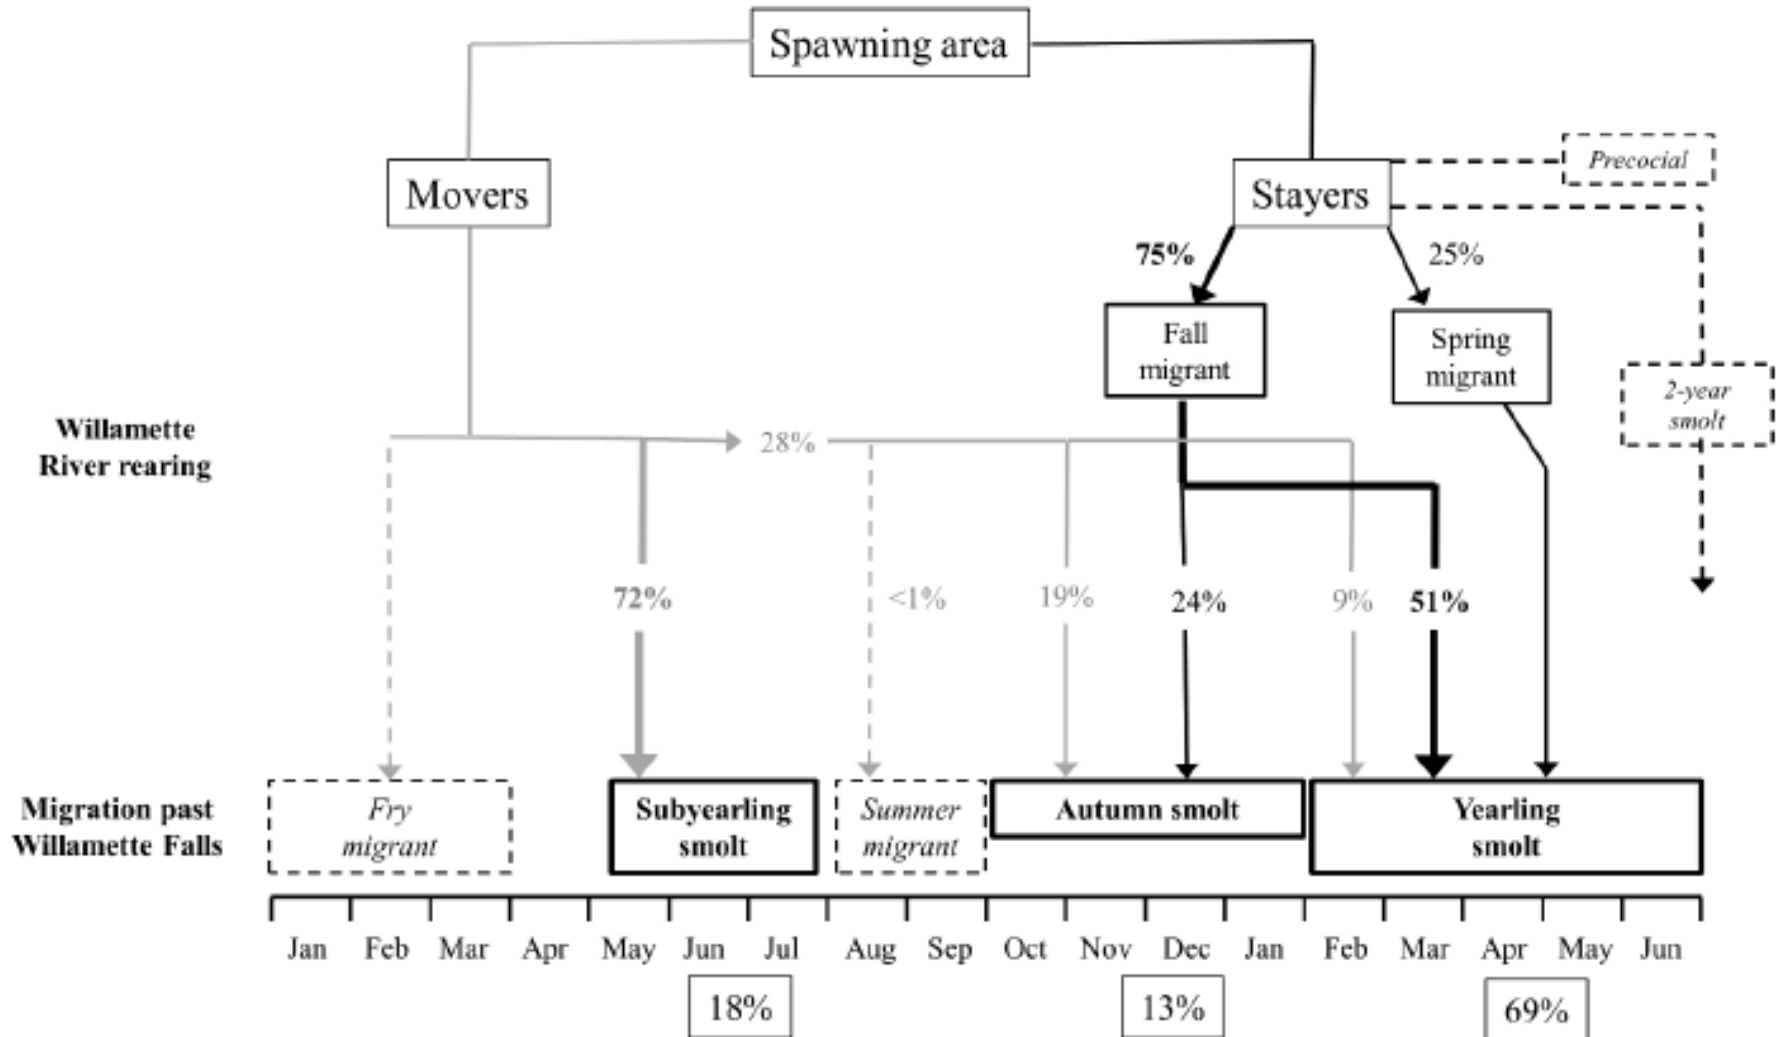 Spawning area
Movers
Stayers
Precocial
75%
25%
Fall
migrant
Spring
migrant
2-year
smolt
Willamette
River rearing
28%
72%
<1%
19%
24%
9%
51%
Migration past
Willamette Falls
Fry
migrant
Subyearling
smolt
Summer
migrant
Autumn smolt
Yearling
smolt
Jan Feb Mar Apr May Jun Jul Aug Sep Oct Nov Dec Jan Feb Mar Apr May Jun
18% 13% 69%